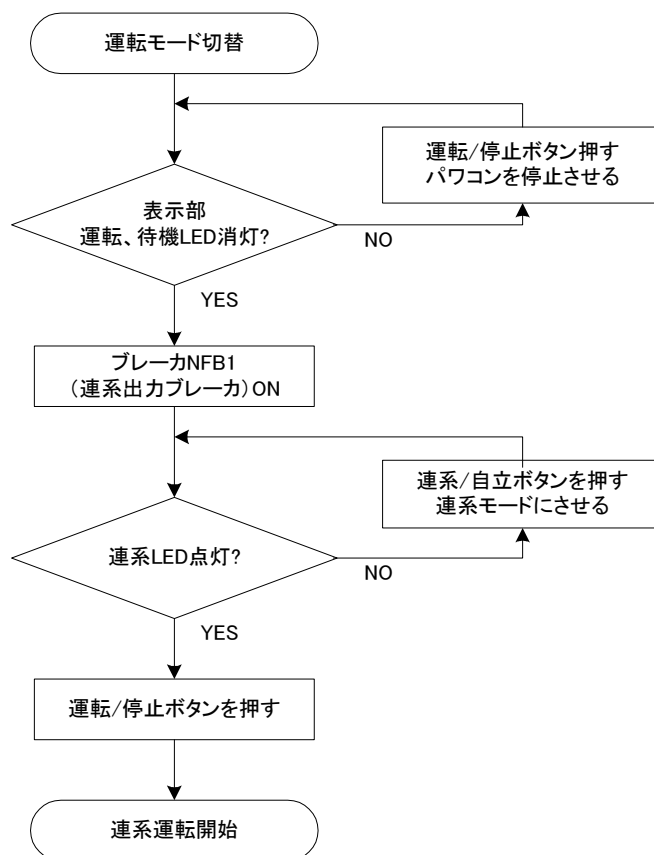 運転モード切替
運転/停止ボタン押す
パワコンを停止させる
表示部
運転、待機LED消灯?
NO
YES
ブレーカNFB1
(連系出力ブレーカ)ON
連系/自立ボタンを押す
連系モードにさせる
連系LED点灯?
NO
YES
運転/停止ボタンを押す
連系運転開始